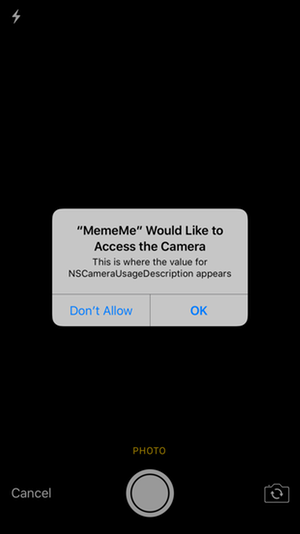 “MemeMe” Would Like to
Access the Camera
This is where the value for
NSCameraUsageDescription appears
Don’t Allow
OK
PHOTO
Cancel